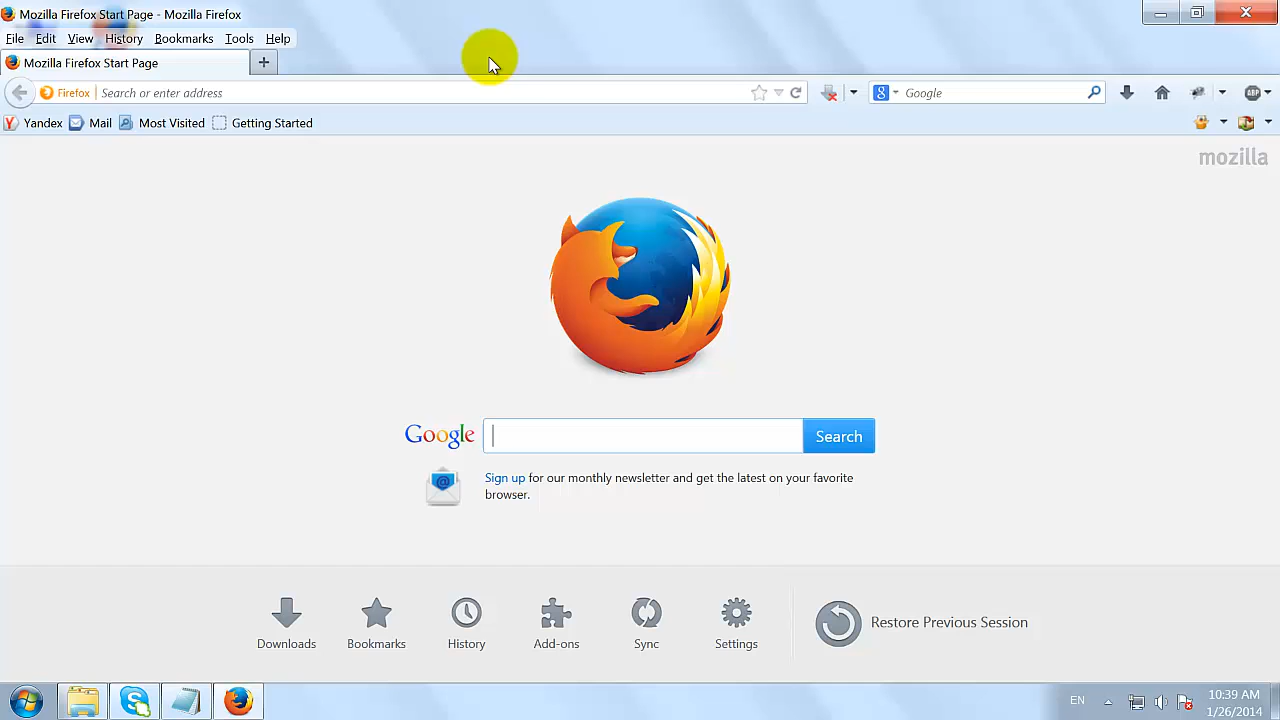 Mozilla Firefox Start Page - Mozilla Firefox
File Edit View History Bookmarks Tools Help
Mozilla Firefox Start Page
+
Firefox Search or enter address
8 Google
ABP
Yandex Mail Most Visited Getting Started
mozilla
Google
Search
@
Sign up for our monthly newsletter and get the latest on your favorite
browser.
Downloads Bookmarks History Add-ons Sync Settings Restore Previous Session
EN
10:39 AM
1/26/2014